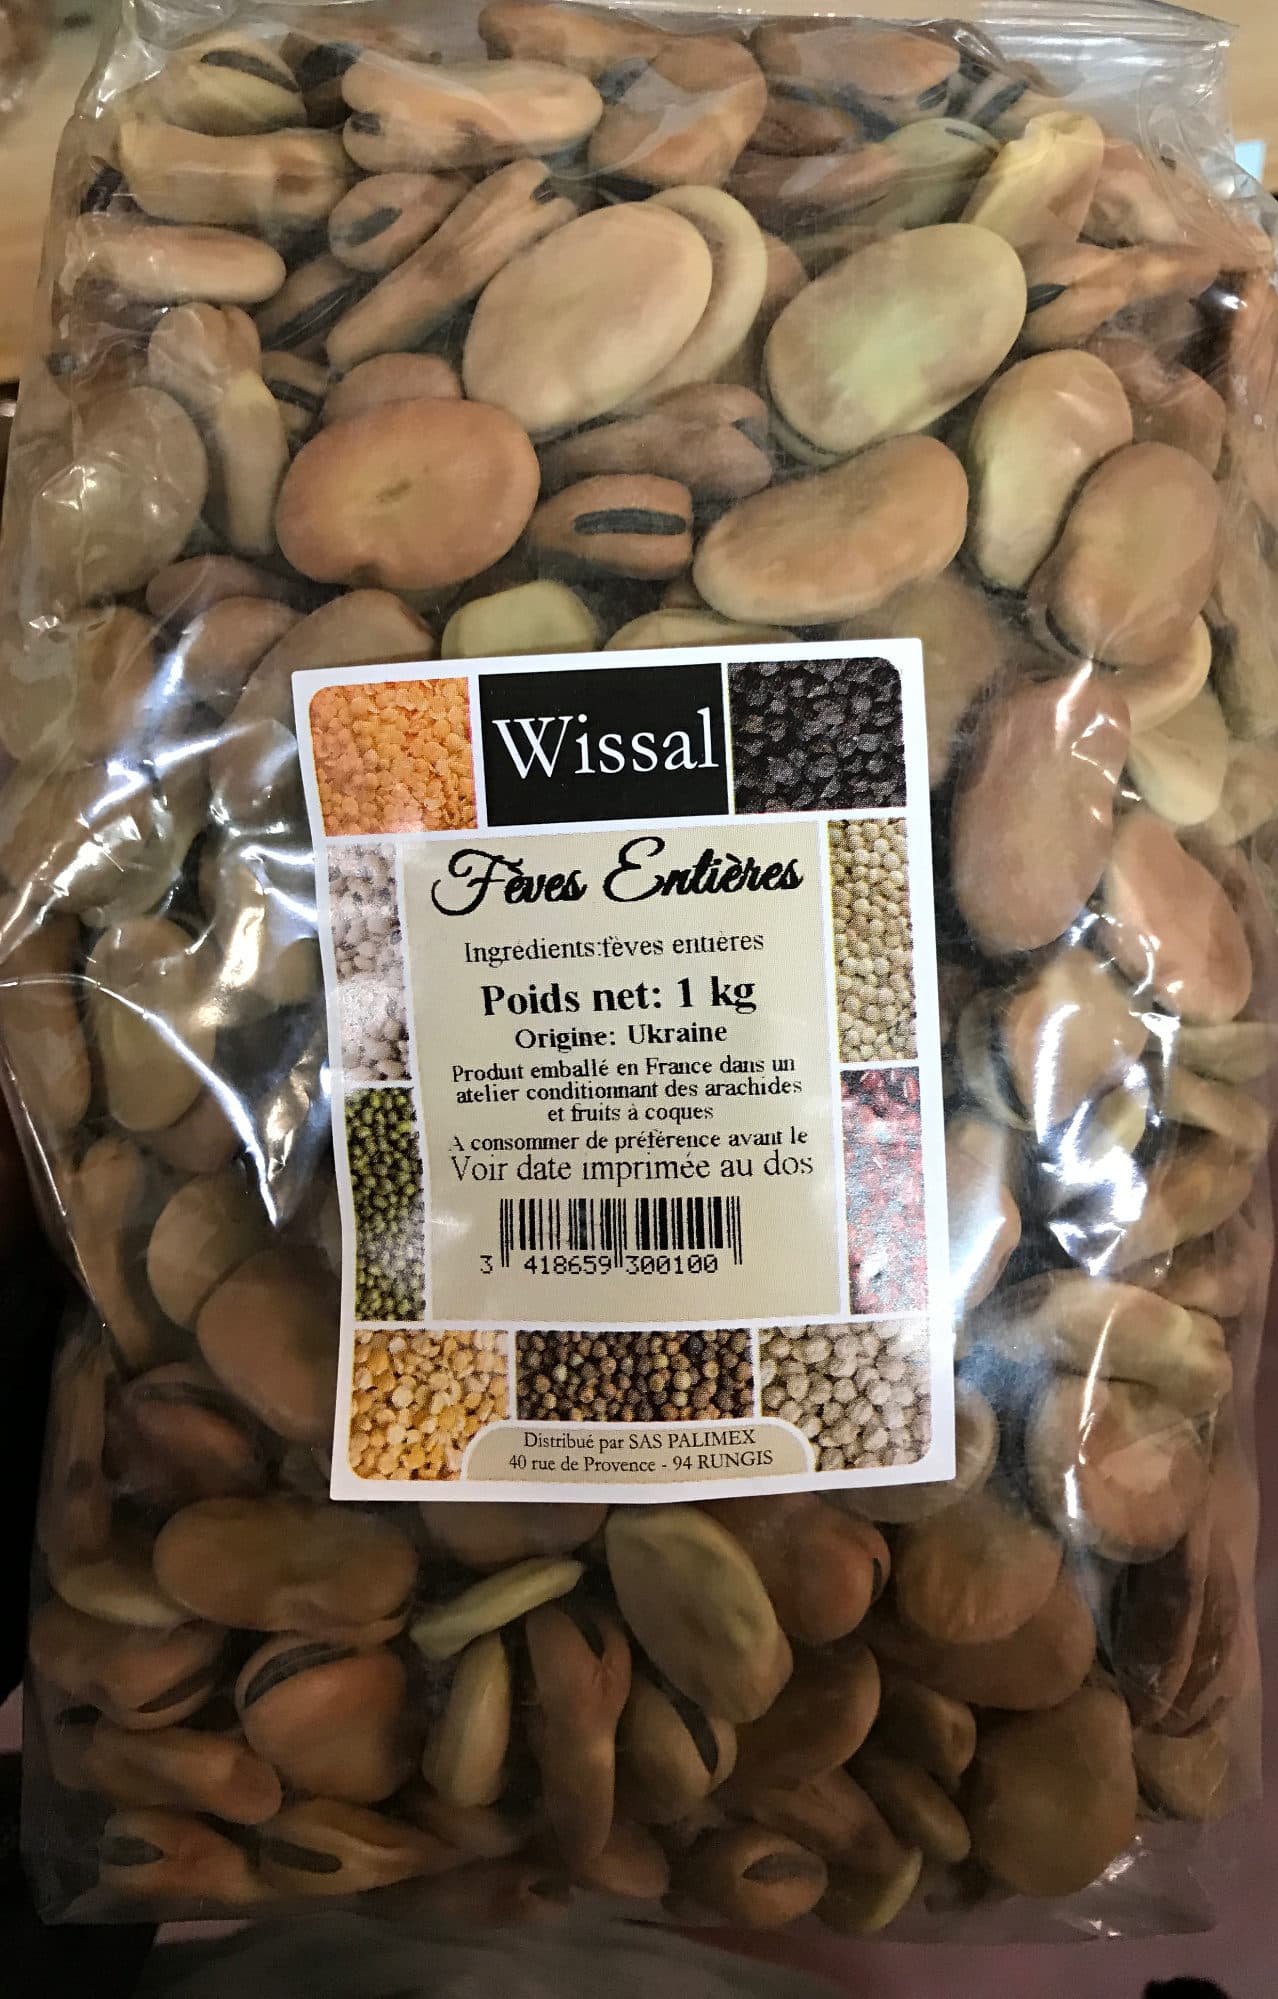 Wissal
Fèves Entières
Ingredients:fèves entières
Poids net: 1 kg
Origine: Ukraine
Produit emballé en France dans un
atelier conditionnant des arachides
et fruits à coques
A consommer de préférence avant le
Voir date imprimée au dos
3 418659 300100
Distribué par SAS PALIMEX
40 rue de Provence - 94 RUNGIS